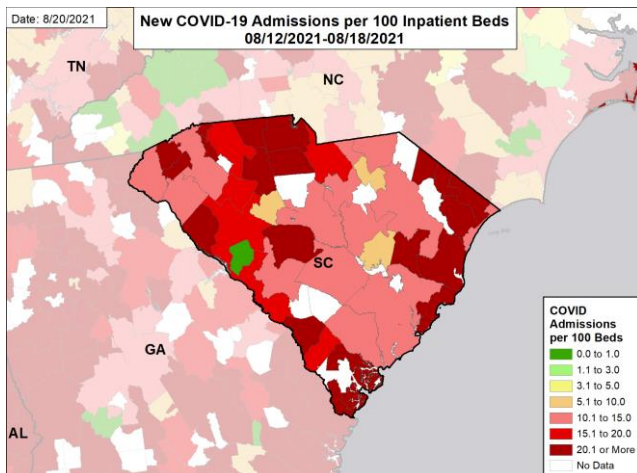 Date: 8/20/2021
New COVID-19 Admissions per 100 Inpatient Beds
08/12/2021-08/18/2021
TN
NC
SC
GA
AL
COVID
Admissions
per 100 Beds
0.0 to 1.0
1.1 to 3.0
3.1 to 5.0
5.1 to 10.0
10.1 to 15.0
15.1 to 20.0
20.1 or More
No Data